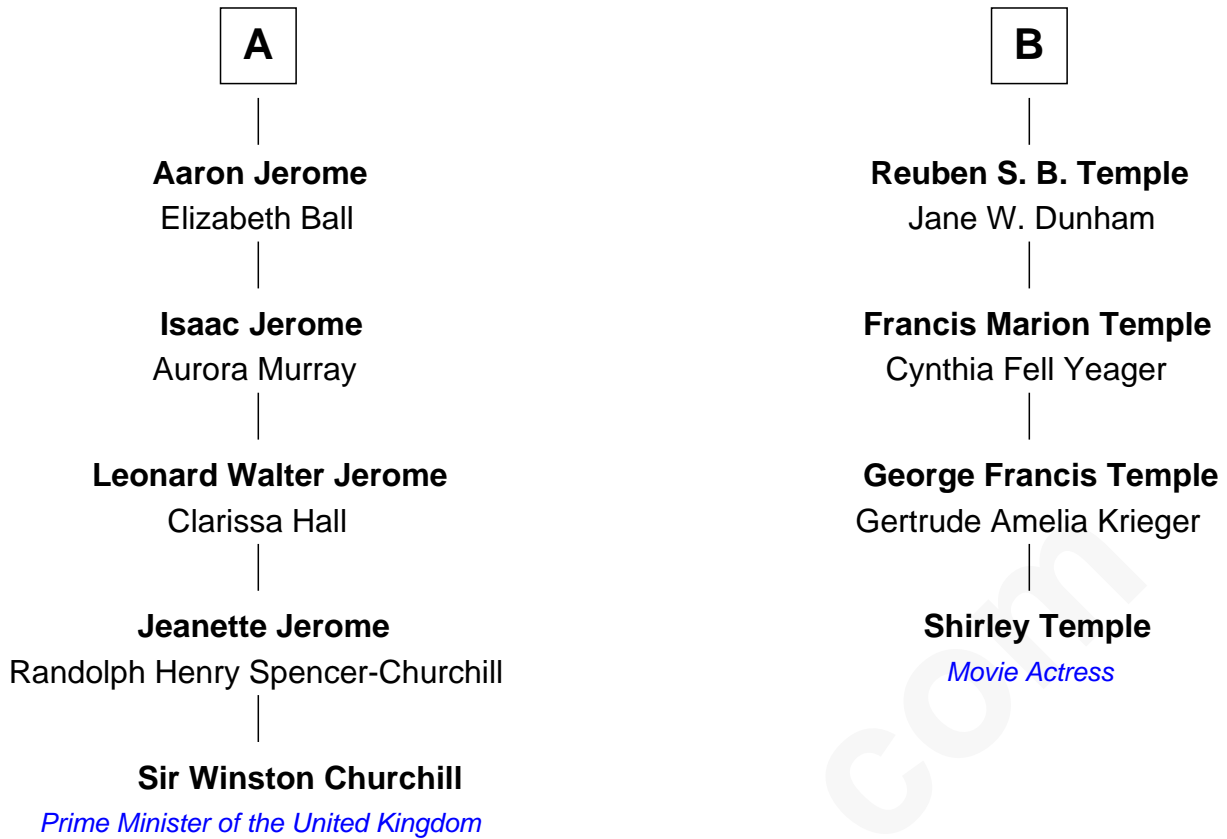 A
Aaron Jerome
Elizabeth Ball
Isaac Jerome
Aurora Murray
Leonard Walter Jerome
Clarissa Hall
Jeanette Jerome
Randolph Henry Spencer-Churchill
Sir Winston Churchill
Prime Minister of the United Kingdom
B
Reuben S. B. Temple
Jane W. Dunham
Francis Marion Temple
Cynthia Fell Yeager
George Francis Temple
Gertrude Amelia Krieger
Shirley Temple
Movie Actress
com